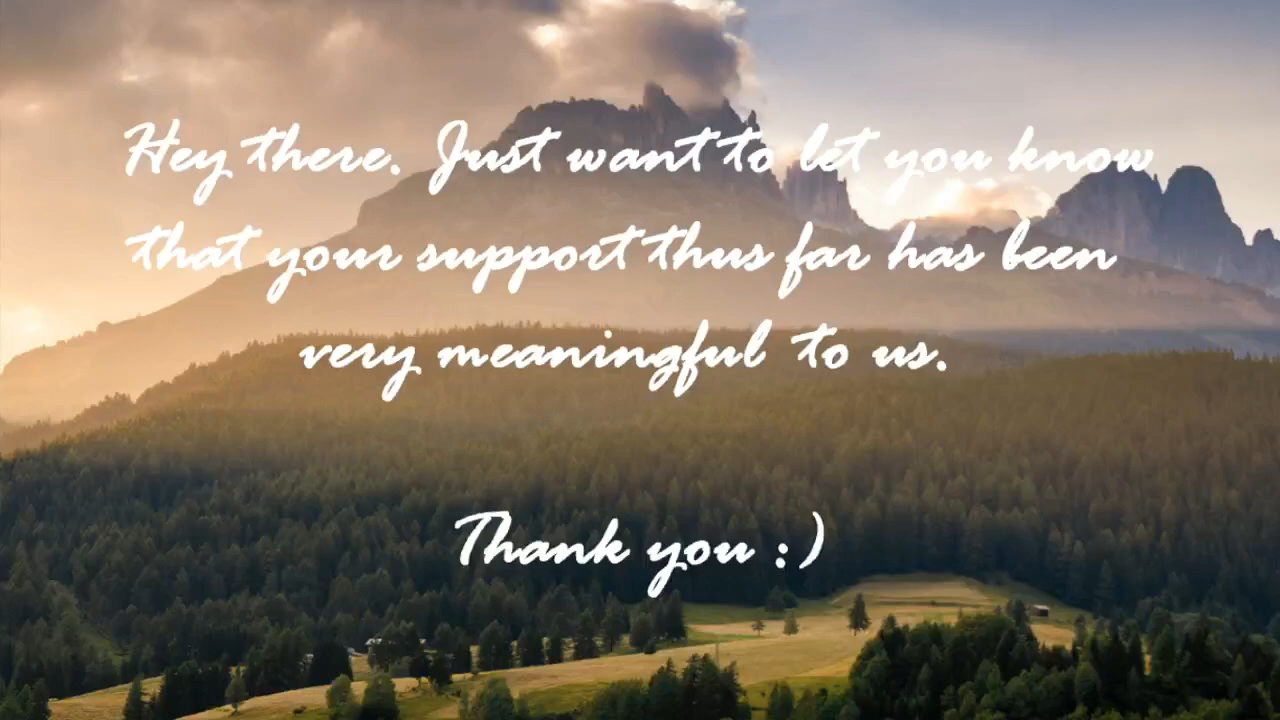 Hey there. Just want to let you know
that your support thus far has been
very meaningful to us.
Thank you :)